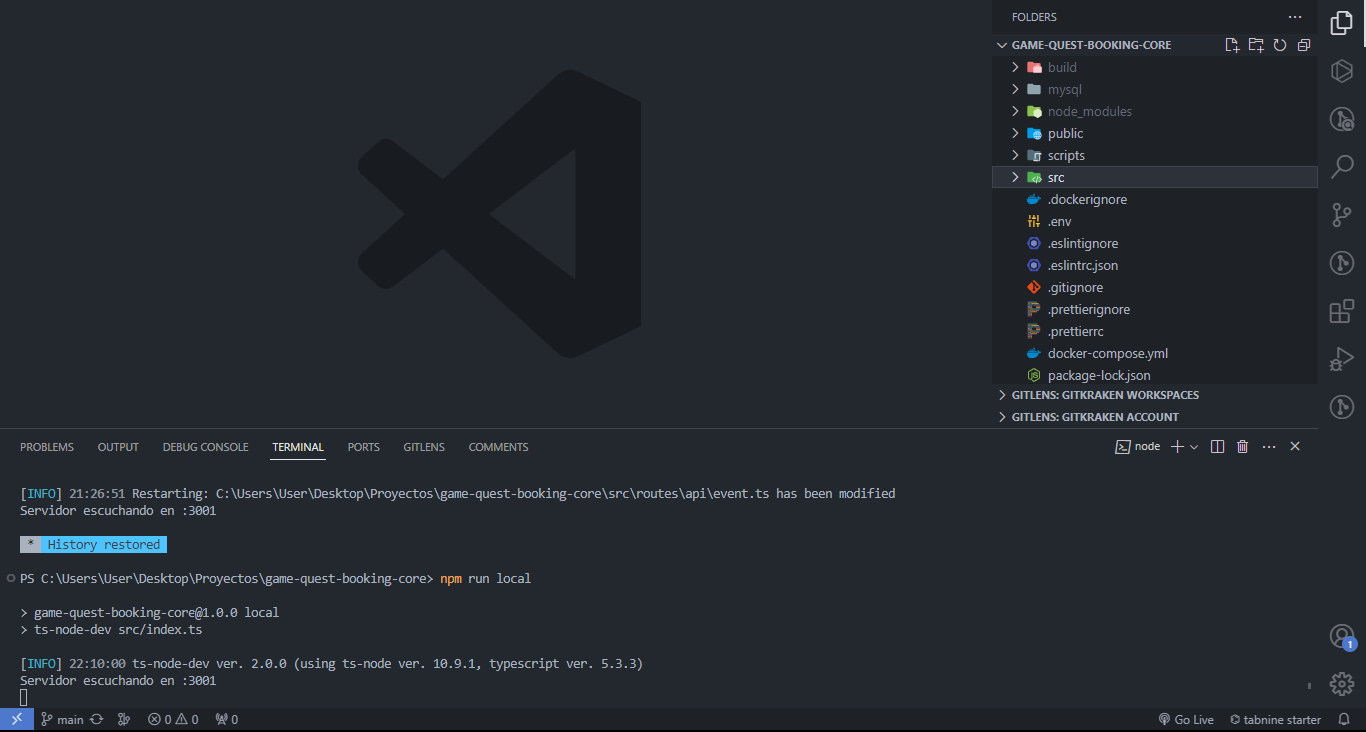 FOLDERS
GAME-QUEST-BOOKING-CORE
build
mysql
node_modules
public
scripts
src
.dockerignore
.env
.eslintignore
.eslintrc.json
.gitignore
.prettierignore
.prettierrc
docker-compose.yml
package-lock.json
GITLENS: GITKRAKEN WORKSPACES
GITLENS: GITKRAKEN ACCOUNT
PROBLEMS OUTPUT DEBUG CONSOLE TERMINAL PORTS GITLENS COMMENTS node
[INFO] 21:26:51 Restarting: C:\Users\User\Desktop\Proyectos\game-quest-booking-core\src\routes\api\event.ts has been modified
Servidor escuchando en :3001
* History restored
PS C:\Users\User\Desktop\Proyectos\game-quest-booking-core> npm run local
> game-quest-booking-core@1.0.0 local
> ts-node-dev src/index.ts
[INFO] 22:10:00 ts-node-dev ver. 2.0.0 (using ts-node ver. 10.9.1, typescript ver. 5.3.3)
Servidor escuchando en :3001
1
main 0 0 0 Go Live tabnine starter